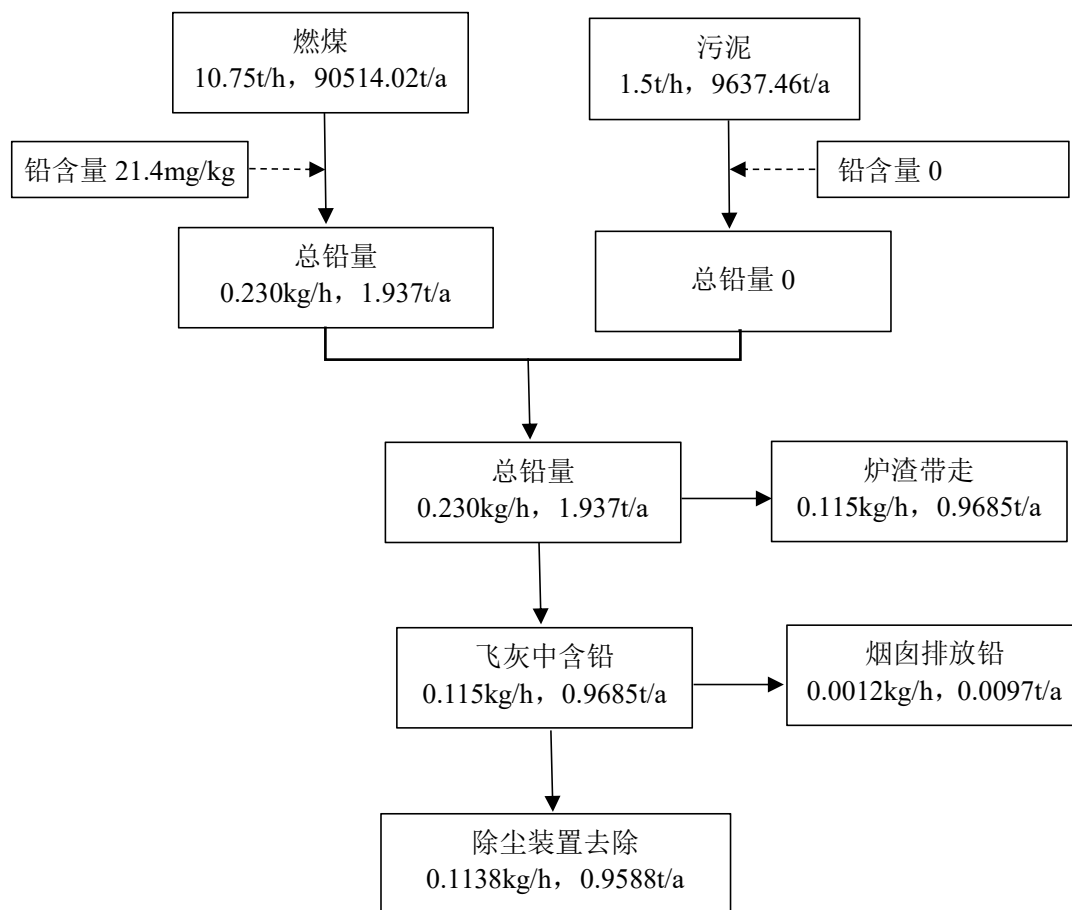 燃煤
10.75t/h，90514.02t/a
污泥
1.5t/h，9637.46t/a
铅含量 21.4mg/kg
铅含量 0
总铅量
0.230kg/h，1.937t/a
总铅量 0
总铅量
0.230kg/h，1.937t/a
炉渣带走
0.115kg/h，0.9685t/a
飞灰中含铅
0.115kg/h，0.9685t/a
烟囱排放铅
0.0012kg/h，0.0097t/a
除尘装置去除
0.1138kg/h，0.9588t/a